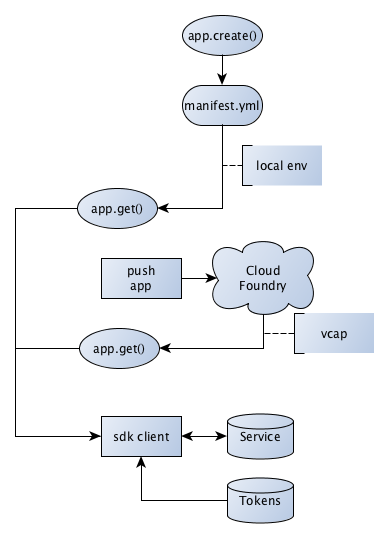 app.create()
manifest.yml
local env
app.get()
push
app
Cloud
Foundry
vcap
app.get()
sdk client
Service
Tokens